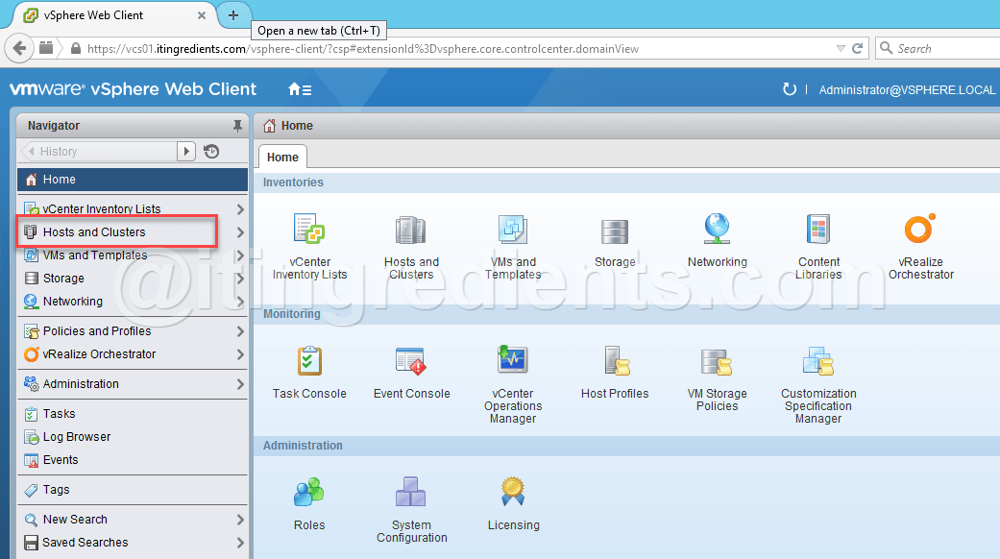 vSphere Web Client
Open a new tab (Ctrl+T)
https://vcs01.itingredients.com/vsphere-client/?csp#extensionId%3Dvsphere.core.controlcenter.domainView
Search
vmware® vSphere Web Client
Administrator@VSPHERE.LOCAL
Navigator
History
Home
vCenter Inventory Lists
Hosts and Clusters
VMs and Templates
Storage
Networking
Policies and Profiles
vRealize Orchestrator
Administration
Tasks
Log Browser
Events
Tags
New Search
Saved Searches
Home
Home
Inventories
vCenter
Inventory Lists
Hosts and
Clusters
VMs and
Templates
Storage
Networking
Content
Libraries
vRealize
Orchestrator
@itingredients.com
Monitoring
Task Console
Event Console
vCenter
Operations
Manager
Host Profiles
VM Storage
Policies
Customization
Specification
Manager
Administration
Roles
System
Configuration
Licensing